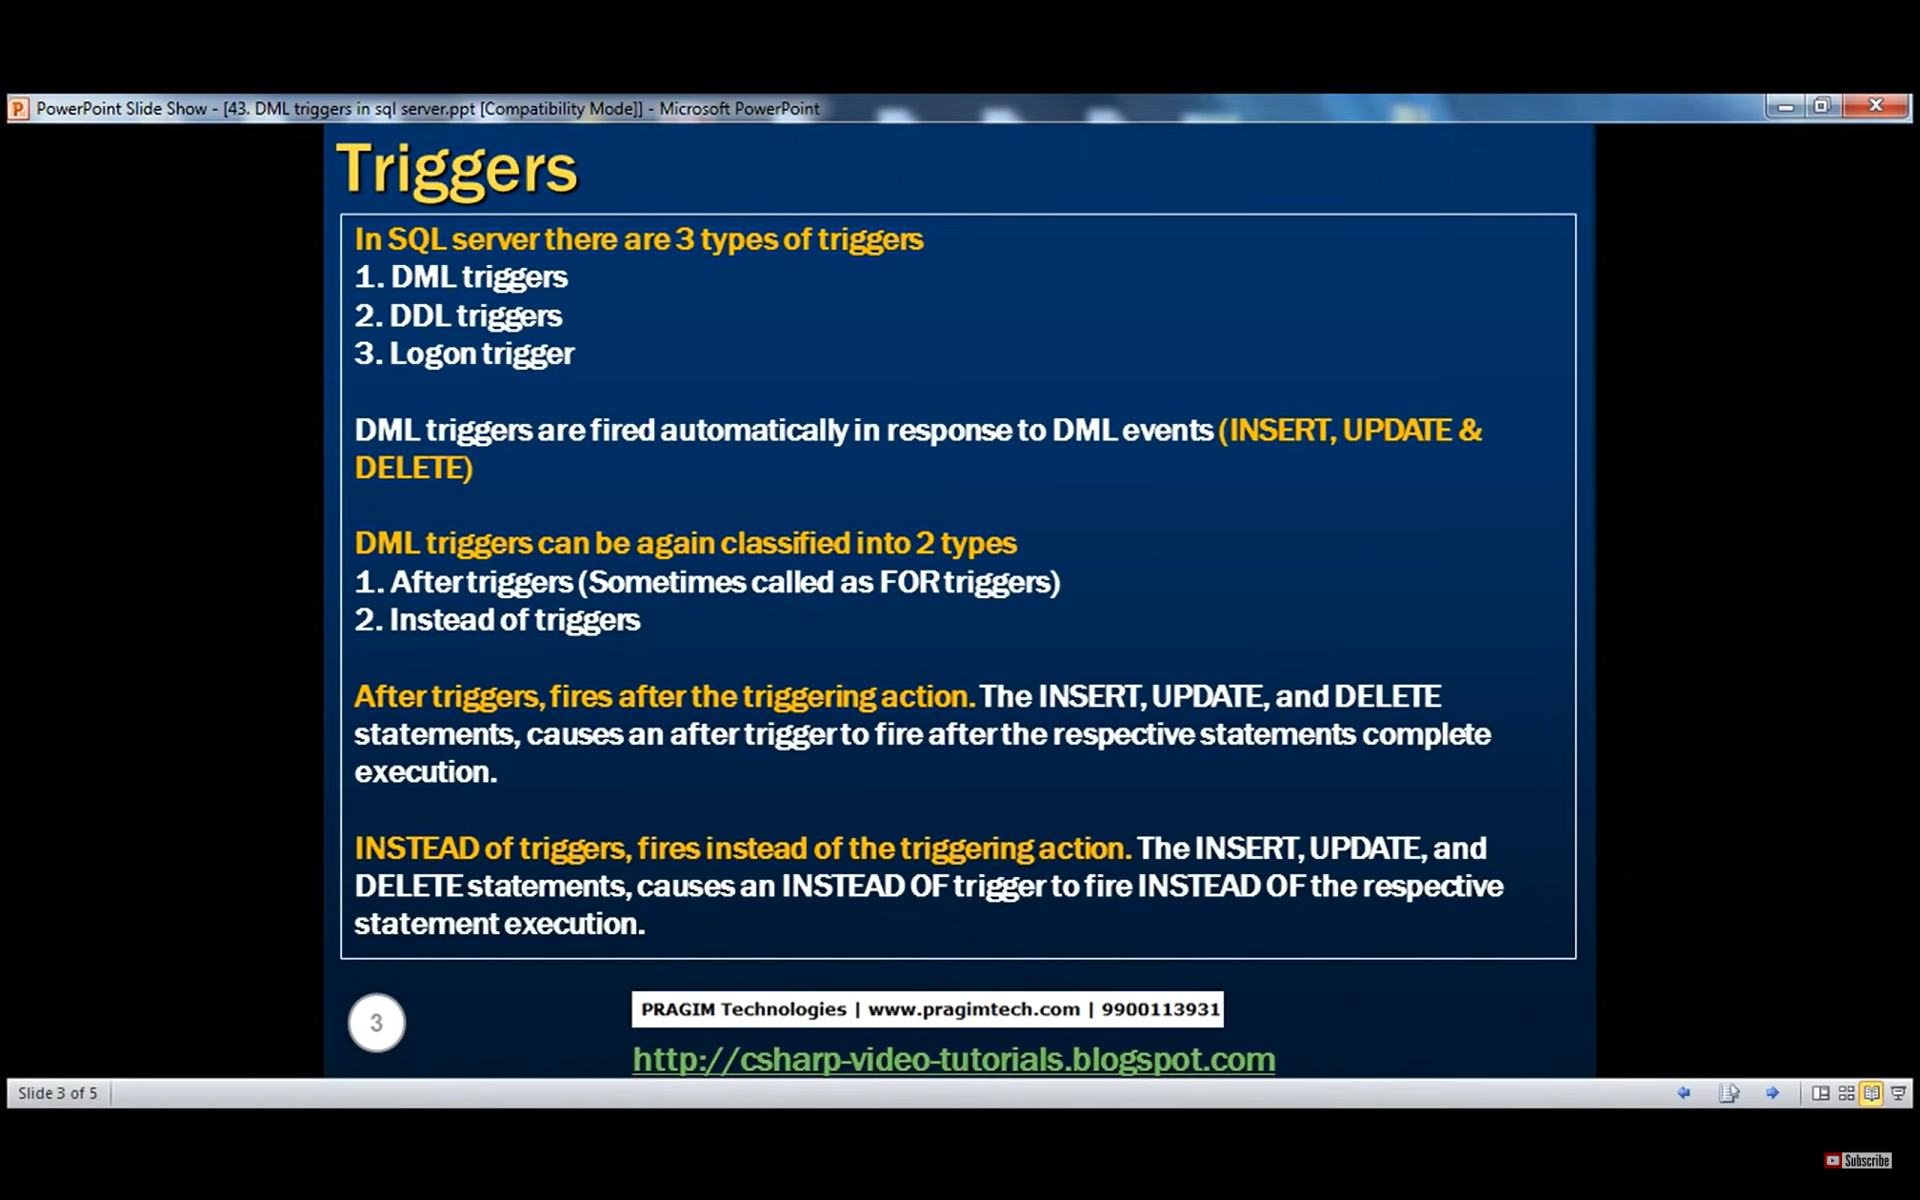 PowerPoint Slide Show - [43. DML triggers in sql server.ppt [Compatibility Mode]] - Microsoft PowerPoint
Triggers
In SQL server there are 3 types of triggers
1. DML triggers
2. DDL triggers
3. Logon trigger
DML triggers are fired automatically in response to DML events (INSERT, UPDATE &
DELETE)
DML triggers can be again classified into 2 types
1. After triggers (Sometimes called as FOR triggers)
2. Instead of triggers
After triggers, fires after the triggering action. The INSERT, UPDATE, and DELETE
statements, causes an after trigger to fire after the respective statements complete
execution.
INSTEAD of triggers, fires instead of the triggering action. The INSERT, UPDATE, and
DELETE statements, causes an INSTEAD OF trigger to fire INSTEAD OF the respective
statement execution.
3
PRAGIM Technologies | www.pragimtech.com | 9900113931
http://csharp-video-tutorials.blogspot.com
Slide 3 of 5
Subscribe